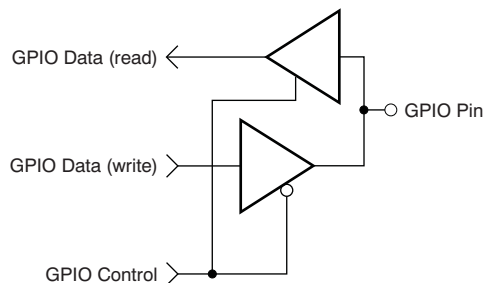 GPIO Data (read)
GPIO Pin
GPIO Data (write)
GPIO Control